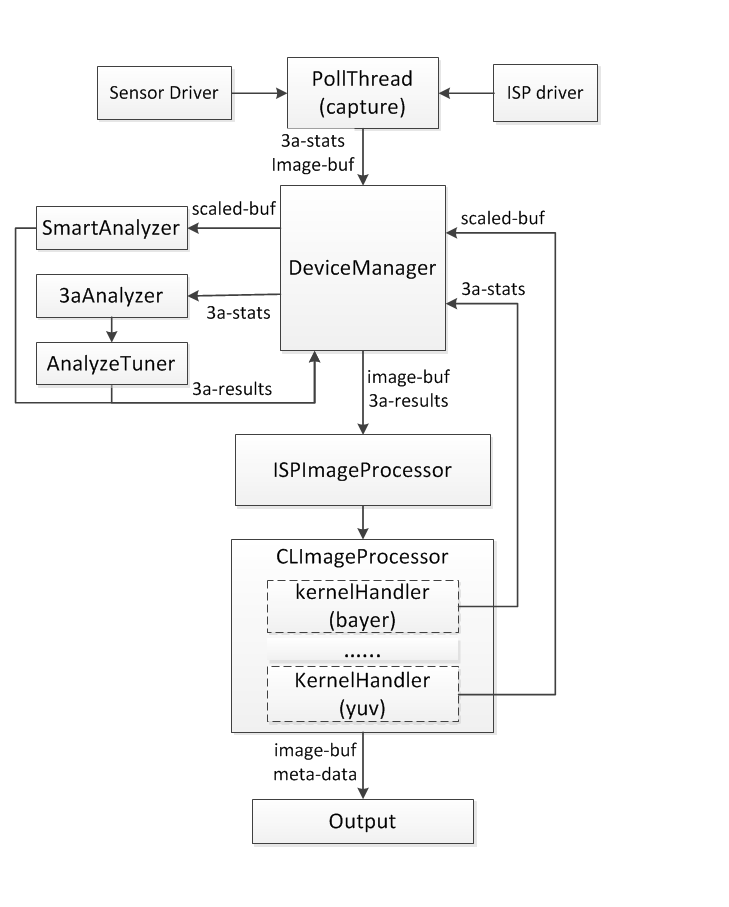 PollThread
(capture)
Sensor Driver
ISP driver
3a-stats
Image-buf
scaled-buf
scaled-buf
SmartAnalyzer
DeviceManager
3aAnalyzer
3a-stats
3a-stats
AnalyzeTuner
3a-results
image-buf
3a-results
ISPImageProcessor
CLImageProcessor
kernelHandler
(bayer)
......
KernelHandler
(yuv)
image-buf
meta-data
Output